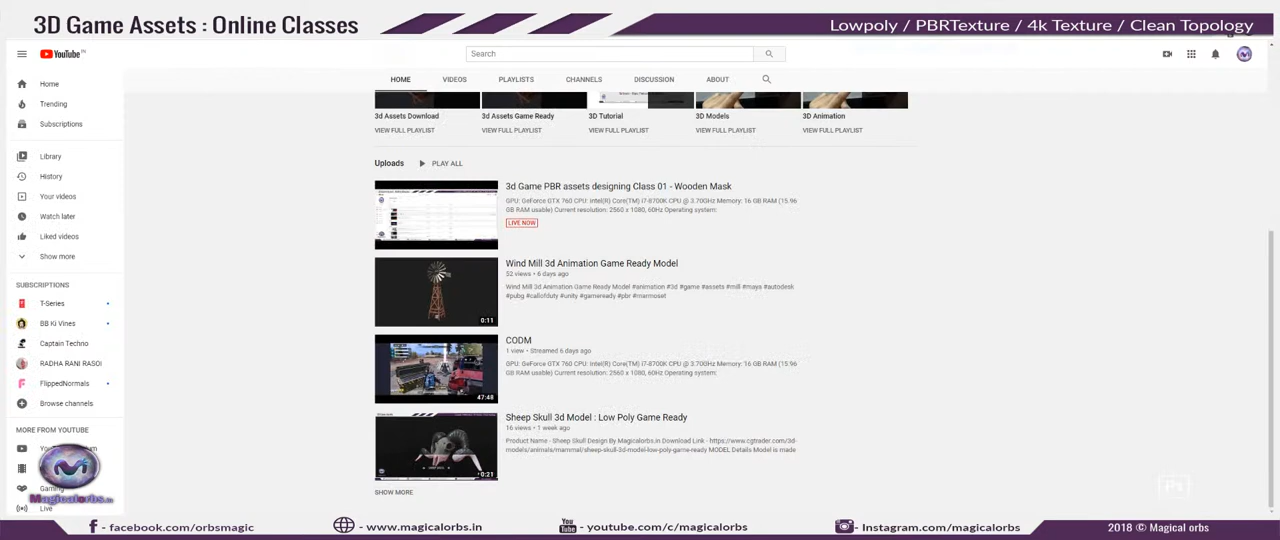 3D Game Assets : Online Classes
Lowpoly / PBRTexture / 4k Texture / Clean Topology
YouTube IN
Search
Home
Trending
Subscriptions
Library
History
Your videos
Watch later
Liked videos
Show more
SUBSCRIPTIONS
T-Series
BB Ki Vines
Captain Techno
RADHA RANI RASOI
FlippedNormals
Browse channels
MORE FROM YOUTUBE
Gaming
Live
Magicalorbs.in
HOME VIDEOS PLAYLISTS CHANNELS DISCUSSION ABOUT
3d Assets Download 3d Assets Game Ready 3D Tutorial 3D Models 3D Animation
VIEW FULL PLAYLIST VIEW FULL PLAYLIST VIEW FULL PLAYLIST VIEW FULL PLAYLIST VIEW FULL PLAYLIST
Uploads PLAY ALL
3d Game PBR assets designing Class 01 - Wooden Mask
GPU: GeForce GTX 760 CPU: Intel(R) Core(TM) i7-8700K CPU @ 3.70GHz Memory: 16 GB RAM (15.96
GB RAM usable) Current resolution: 2560 x 1080, 60Hz Operating system:
LIVE NOW
Wind Mill 3d Animation Game Ready Model
52 views • 6 days ago
Wind Mill 3d Animation Game Ready Model #animation #3d #game #assets #mill #maya #autodesk
#pubg #callofduty #unity #gameready #pbr #marmoset
0:11
CODM
1 view • Streamed 6 days ago
GPU: GeForce GTX 760 CPU: Intel(R) Core(TM) i7-8700K CPU @ 3.70GHz Memory: 16 GB RAM (15.96
GB RAM usable) Current resolution: 2560 x 1080, 60Hz Operating system:
47:48
Sheep Skull 3d Model : Low Poly Game Ready
16 views • 1 week ago
Product Name - Sheep Skull Design By Magicalorbs.in Download Link - https://www.cgtrader.com/3d-
models/animals/mammal/sheep-skull-3d-model-low-poly-game-ready MODEL Details Model is made
0:21
SHOW MORE
Ps
- facebook.com/orbsmagic - www.magicalorbs.in You Tube - youtube.com/c/magicalorbs - Instagram.com/magicalorbs 2018 © Magical orbs